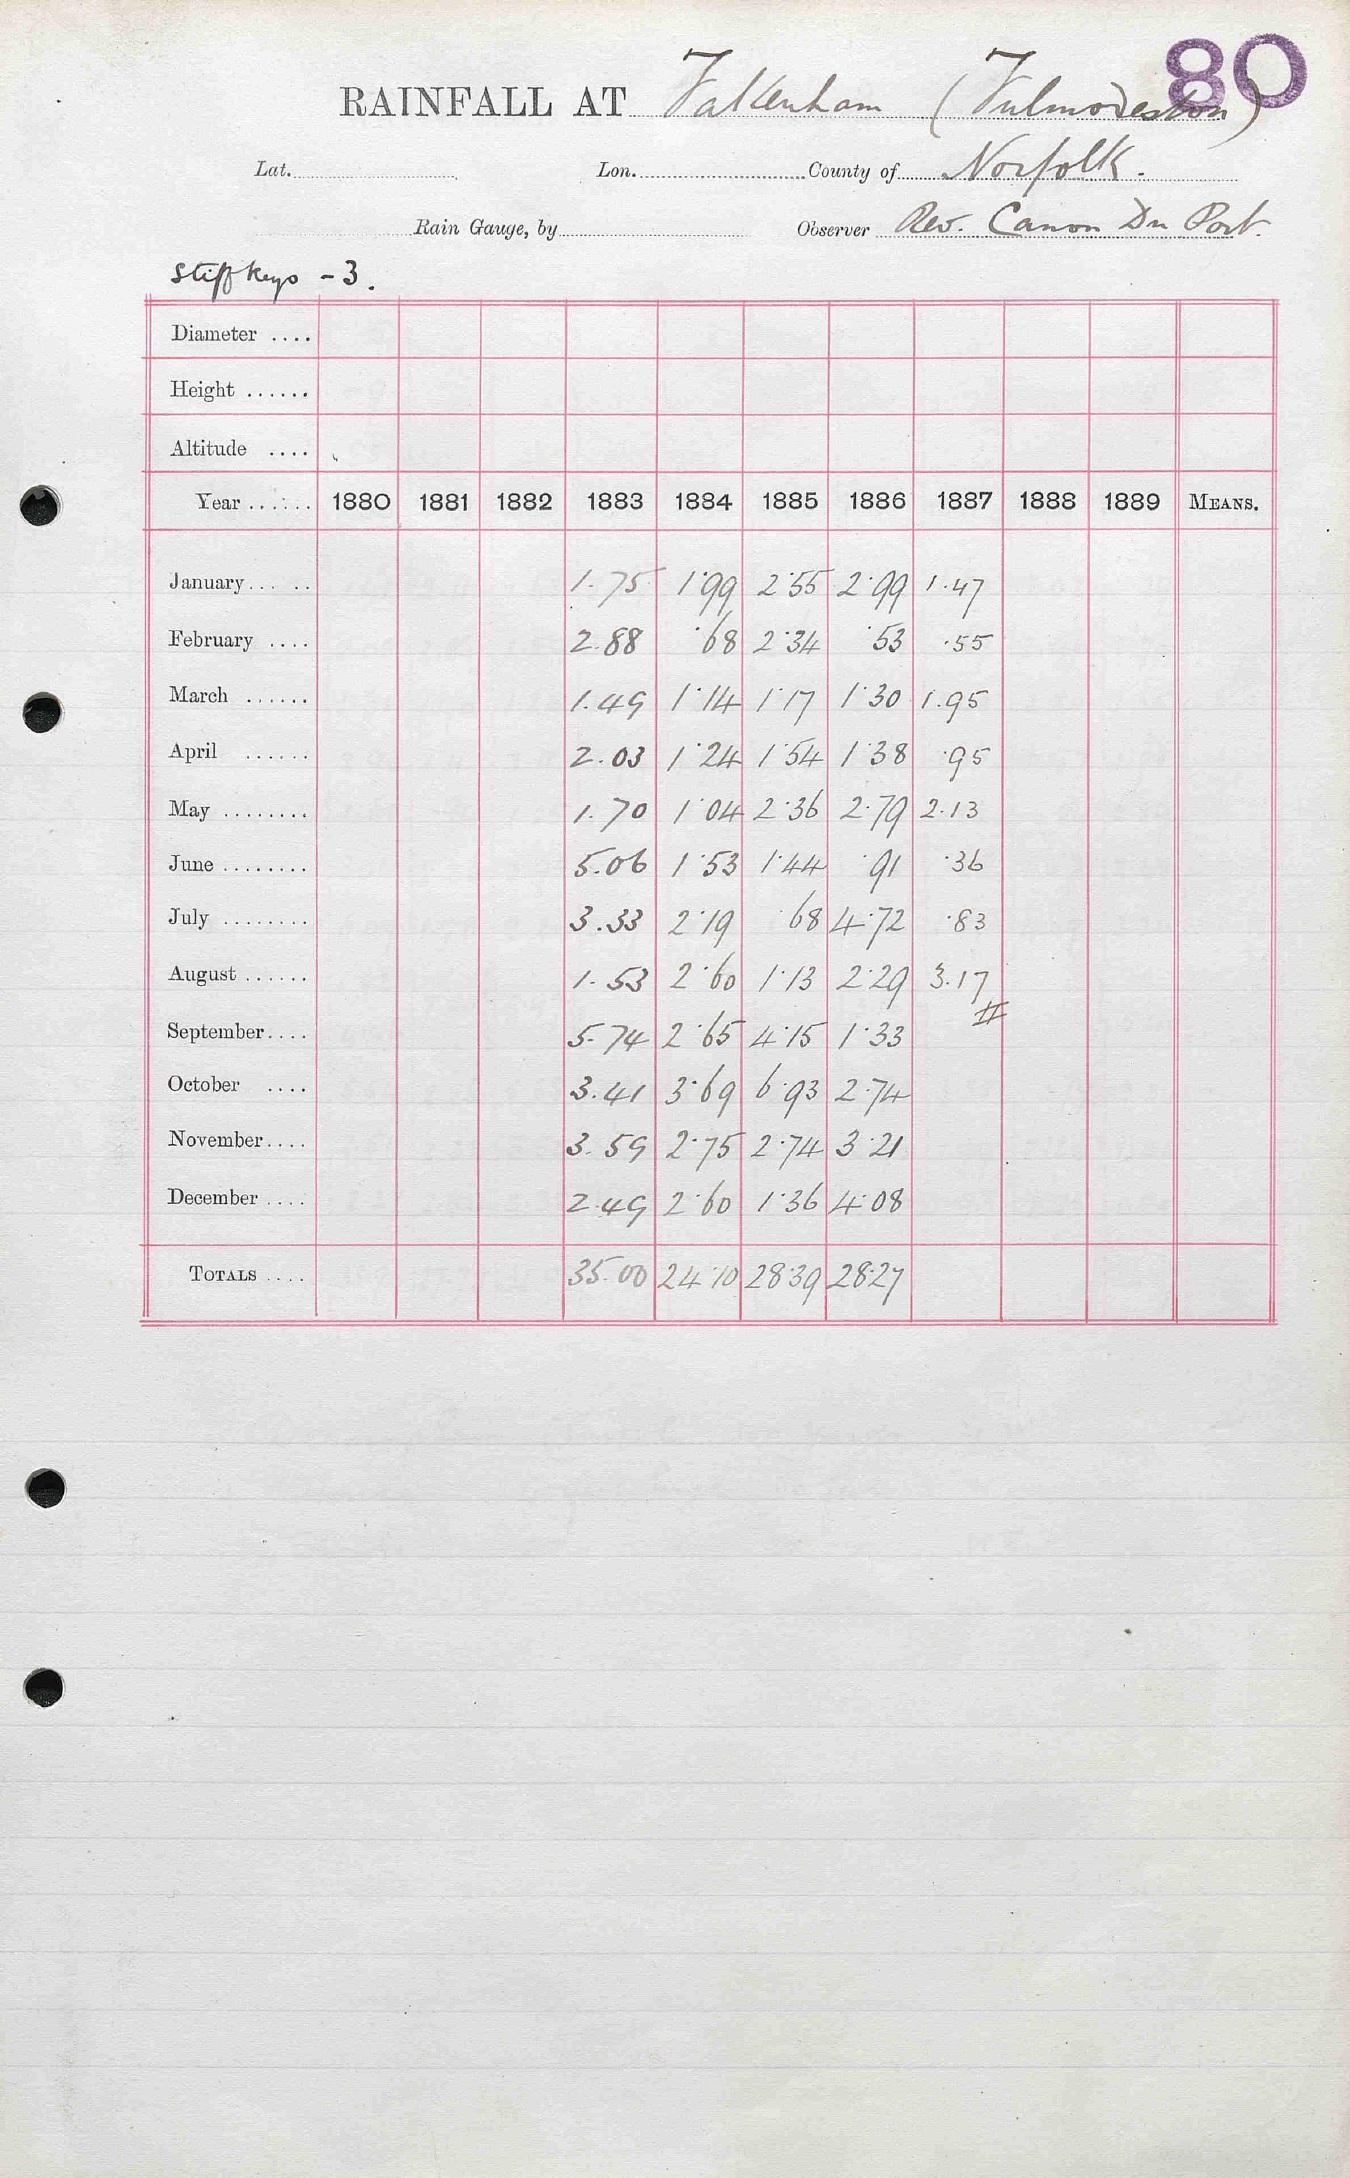 80
RAINFALL AT Fakenham (Fulmodeston)
Lat. Lon. County of Norfolk.
Rain Gauge, by Observer Rev. Canon Du Port.
Stiffkeys - 3.
Diameter ....
Height ......
Altitude ....
Year ...... 1880 1881 1882 1883 1884 1885 1886 1887 1888 1889 MEANS.
January ..... 1.75 1.99 2.55 2.99 1.47
February .... 2.88 .68 2.34 .53 .55
March ...... 1.49 1.14 1.17 1.30 1.95
April ...... 2.03 1.24 1.54 1.38 .95
May ........ 1.70 1.04 2.36 2.79 2.13
June ........ 5.06 1.53 1.44 .91 .36
July ........ 3.33 2.19 .68 4.72 .83
August ...... 1.53 2.60 1.13 2.29 3.17
September .... 5.74 2.65 4.15 1.33
October .... 3.41 3.69 6.93 2.74
November .... 3.59 2.75 2.74 3.21
December .... 2.49 2.60 1.36 4.08
TOTALS .... 35.00 24.10 28.39 28.27